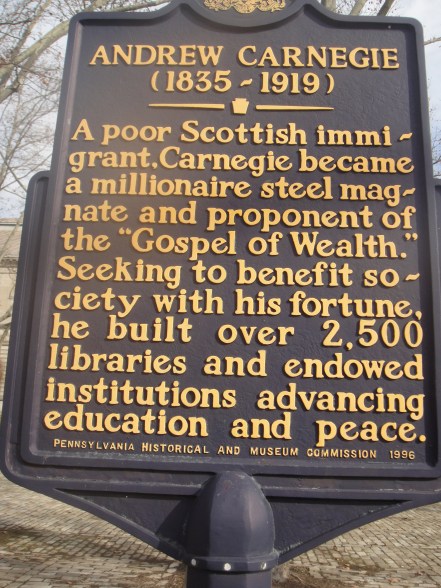 ANDREW CARNEGIE
(1835 ~ 1919)
A poor Scottish immi~
grant, Carnegie became
a millionaire steel mag~
nate and proponent of
the "Gospel of Wealth."
Seeking to benefit so~
ciety with his fortune,
he built over 2,500
libraries and endowed
institutions advancing
education and peace.
PENNSYLVANIA HISTORICAL AND MUSEUM COMMISSION 1996